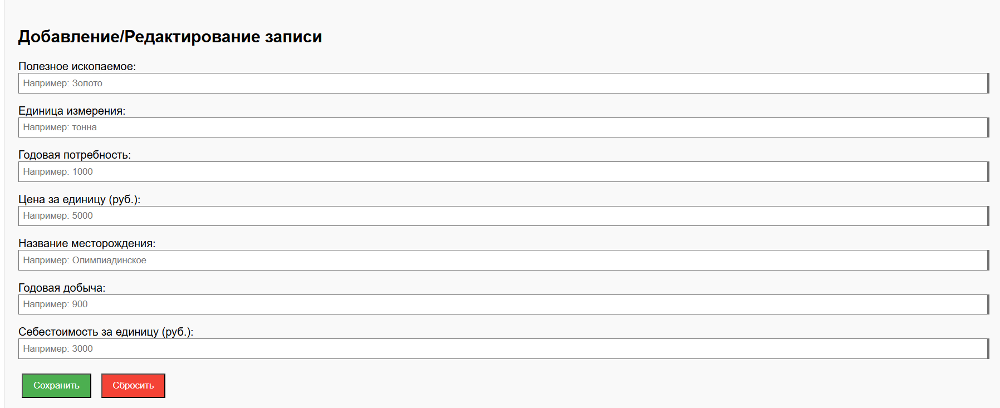 Добавление/Редактирование записи
Полезное ископаемое:
Например: Золото
Единица измерения:
Например: тонна
Годовая потребность:
Например: 1000
Цена за единицу (руб.):
Например: 5000
Название месторождения:
Например: Олимпиадинское
Годовая добыча:
Например: 900
Себестоимость за единицу (руб.):
Например: 3000
Сохранить Сбросить